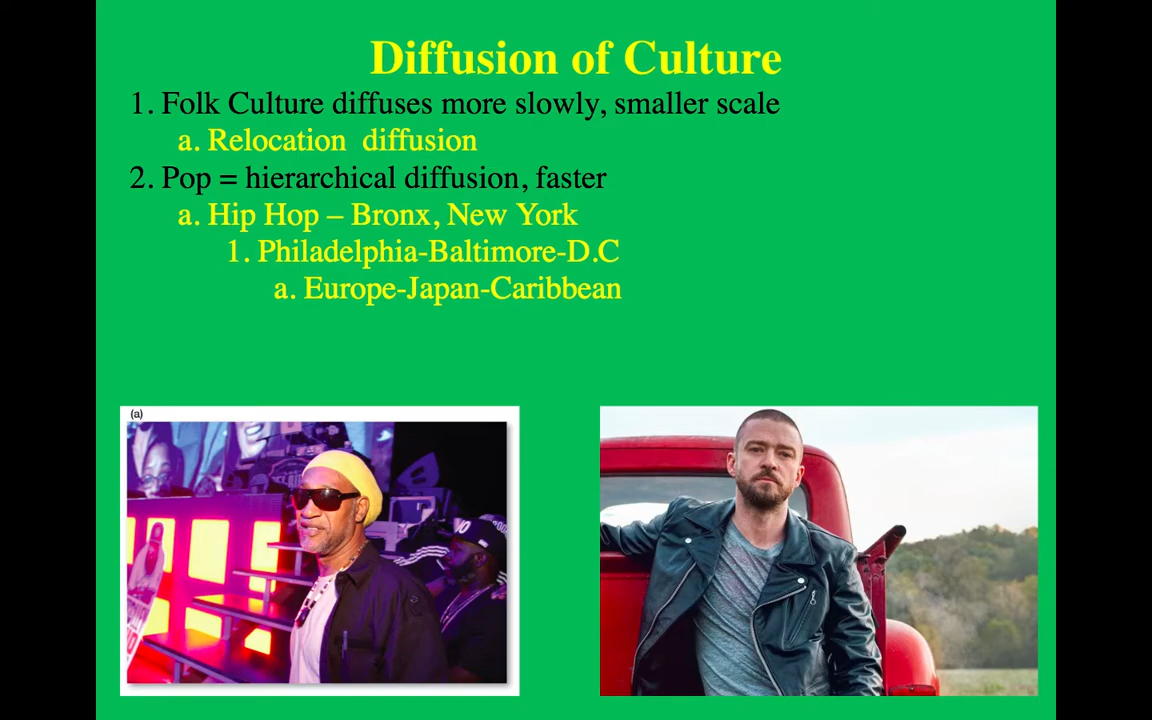 Diffusion of Culture
1. Folk Culture diffuses more slowly, smaller scale
a. Relocation diffusion
2. Pop = hierarchical diffusion, faster
a. Hip Hop – Bronx, New York
1. Philadelphia-Baltimore-D.C
a. Europe-Japan-Caribbean
(a)